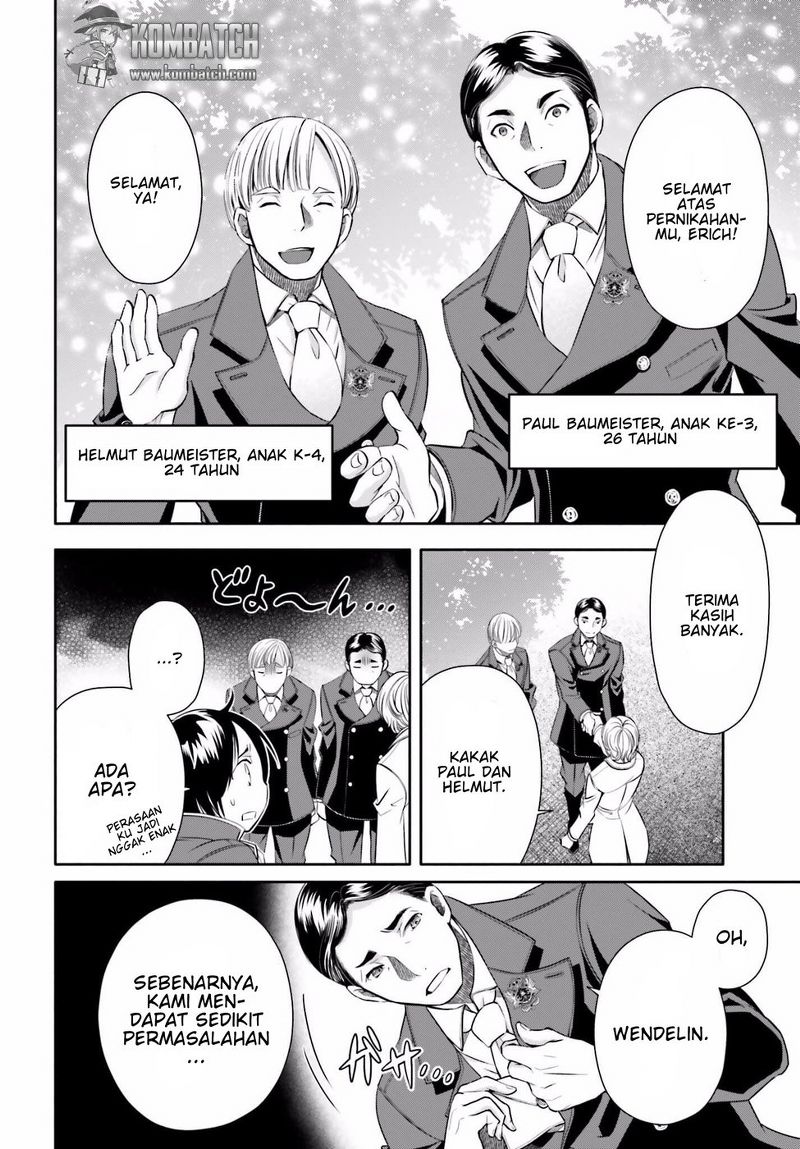 KOMBATCH
www.kombatch.com
SELAMAT
ATAS
PERNIKAHAN-
MU, ERICH!
SELAMAT,
YA!
PAUL BAUMEISTER, ANAK KE-3,
26 TAHUN
HELMUT BAUMEISTER, ANAK K-4,
24 TAHUN
TERIMA
KASIH
BANYAK.
KAKAK
PAUL DAN
HELMUT.
どよ〜ん...
...?
ADA
APA?
PERASAAN
KU JADI
NGGAK ENAK
...
OH,
WENDELIN.
ガサ...
SEBENARNYA,
KAMI MEN-
DAPAT SEDIKIT
PERMASALAHAN
...